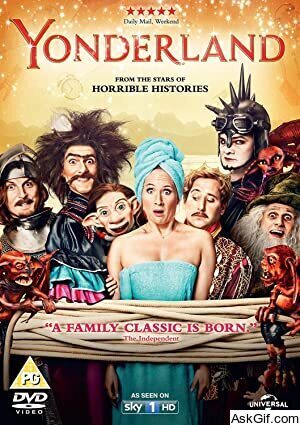 ★★★★★
Daily Mail, Weekend
YONDERLAND
FROM THE STARS OF
HORRIBLE HISTORIES
"A FAMILY CLASSIC IS BORN."
The Independent
PG
DVD
VIDEO
AS SEEN ON
sky 1 HD
UNIVERSAL
AskGif.com